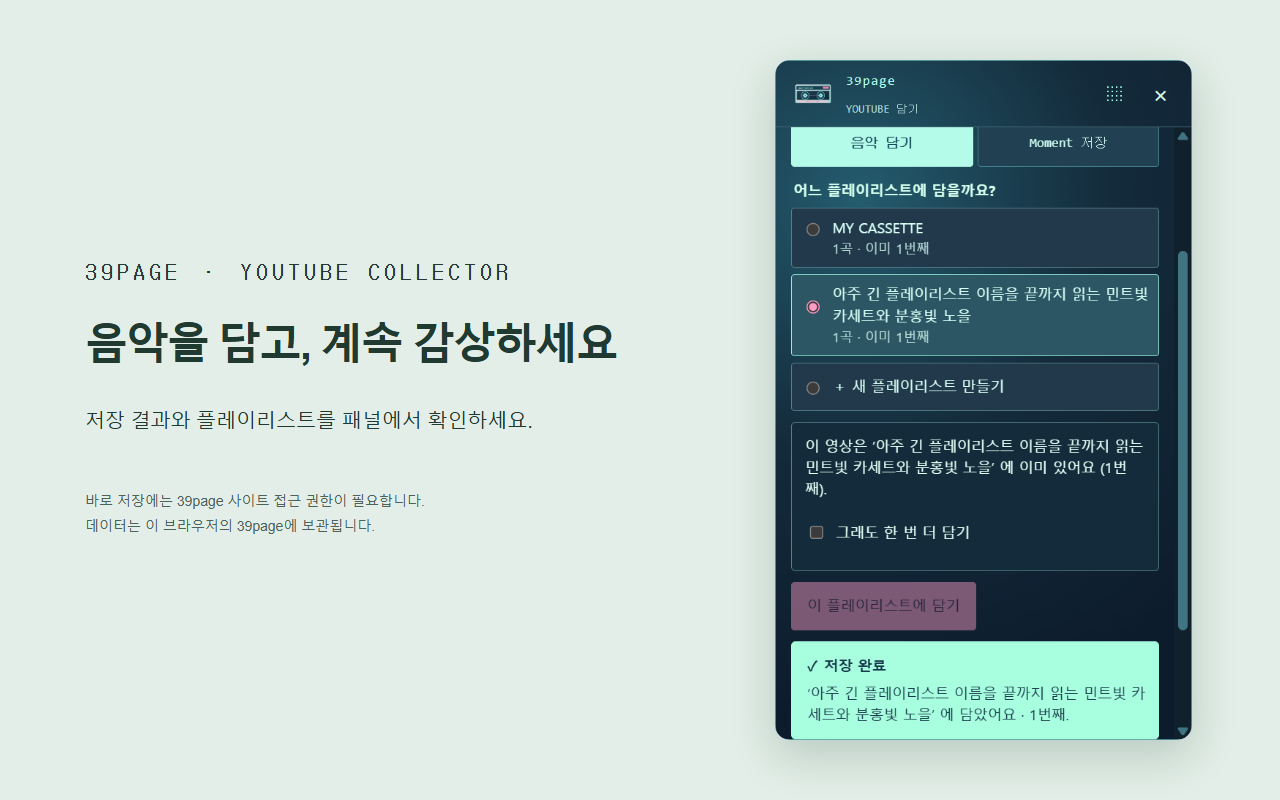 39PAGE · YOUTUBE COLLECTOR
음악을 담고, 계속 감상하세요
저장 결과와 플레이리스트를 패널에서 확인하세요.
바로 저장에는 39page 사이트 접근 권한이 필요합니다.
데이터는 이 브라우저의 39page에 보관됩니다.
39page
YOUTUBE 담기
음악 담기
Moment 저장
어느 플레이리스트에 담을까요?
MY CASSETTE
1곡 · 이미 1번째
아주 긴 플레이리스트 이름을 끝까지 읽는 민트빛
카세트와 분홍빛 노을
1곡 · 이미 1번째
+ 새 플레이리스트 만들기
이 영상은 ‘아주 긴 플레이리스트 이름을 끝까지 읽는
민트빛 카세트와 분홍빛 노을’ 에 이미 있어요 (1번
째).
그래도 한 번 더 담기
이 플레이리스트에 담기
✓ 저장 완료
‘아주 긴 플레이리스트 이름을 끝까지 읽는 민트빛 카
세트와 분홍빛 노을’ 에 담았어요 · 1번째.